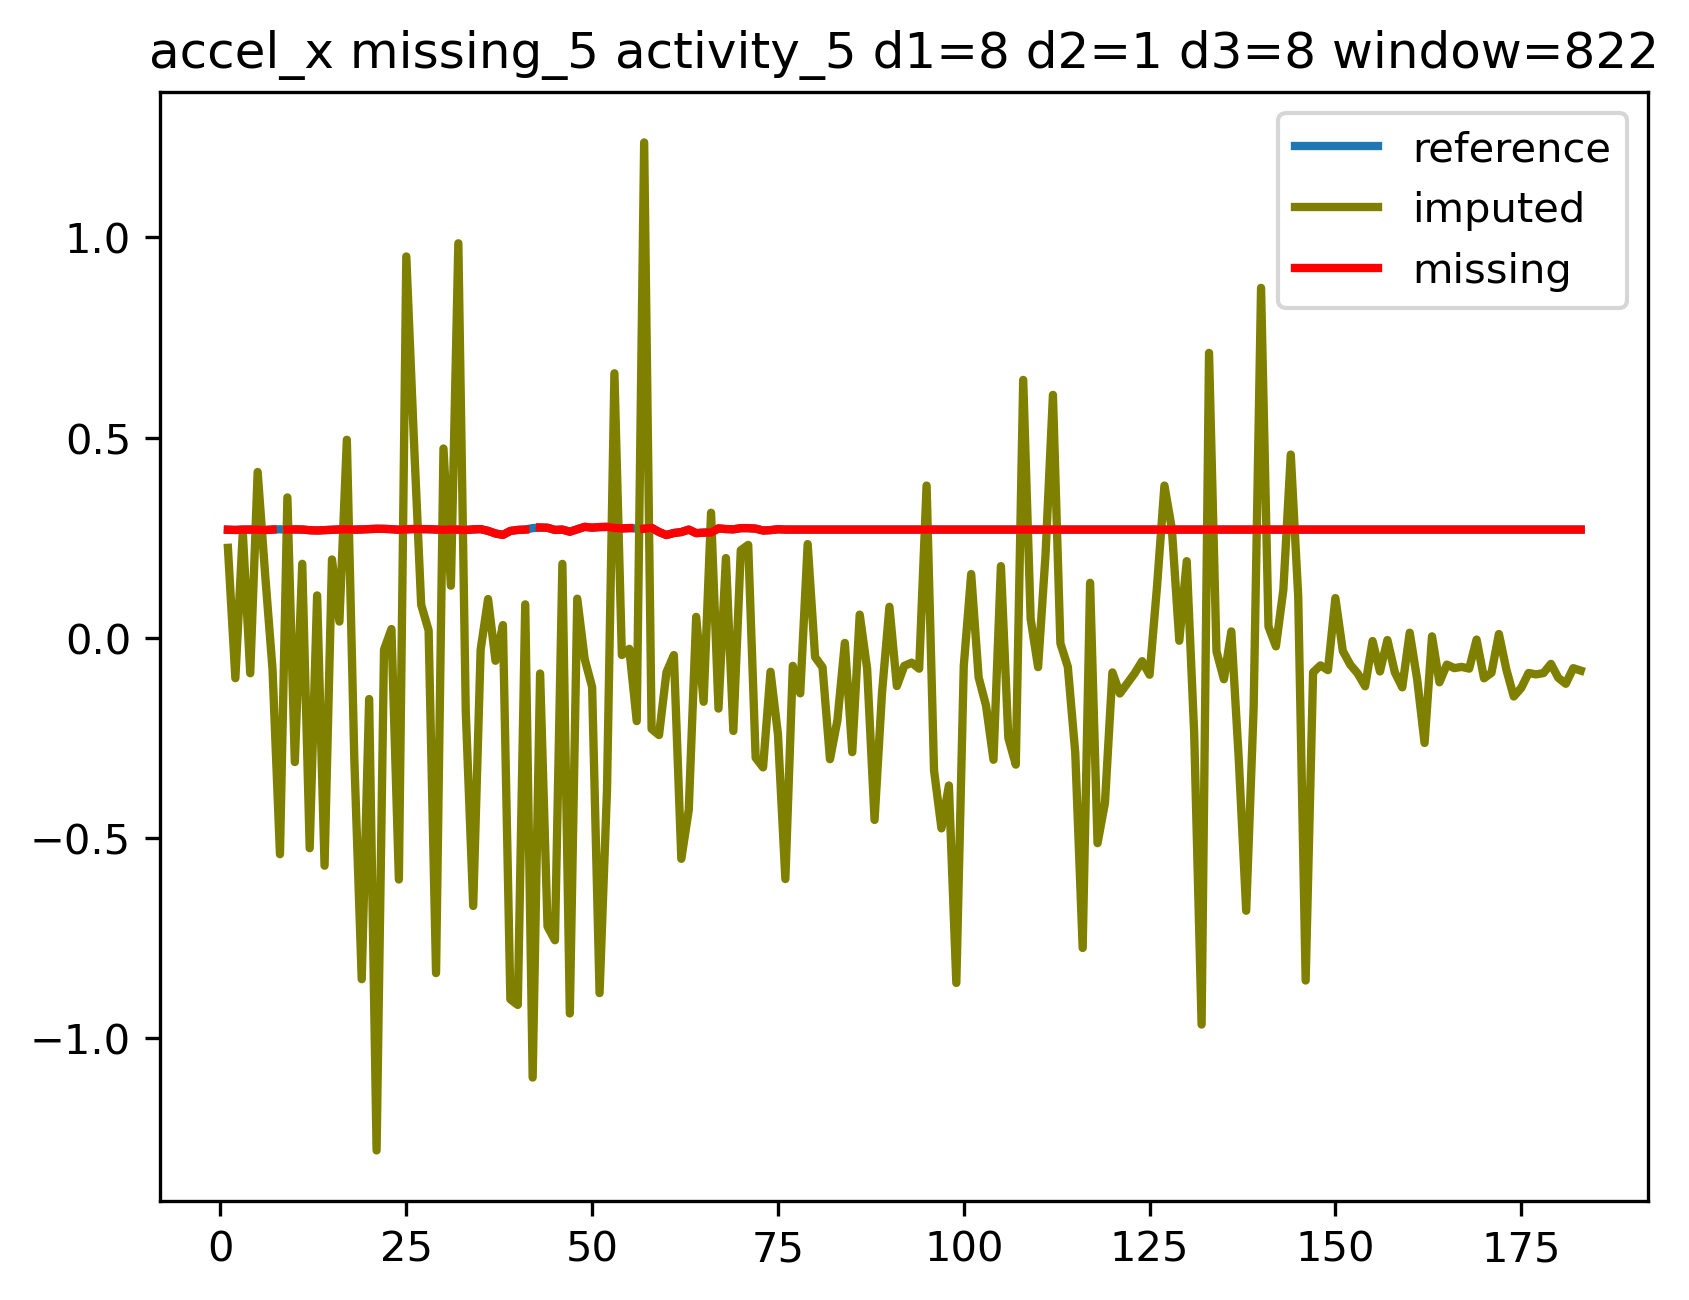 accel_x missing_5 activity_5 d1=8 d2=1 d3=8 window=822
reference
imputed
missing
1.0
0.5
0.0
−0.5
−1.0
0 25 50 75 100 125 150 175